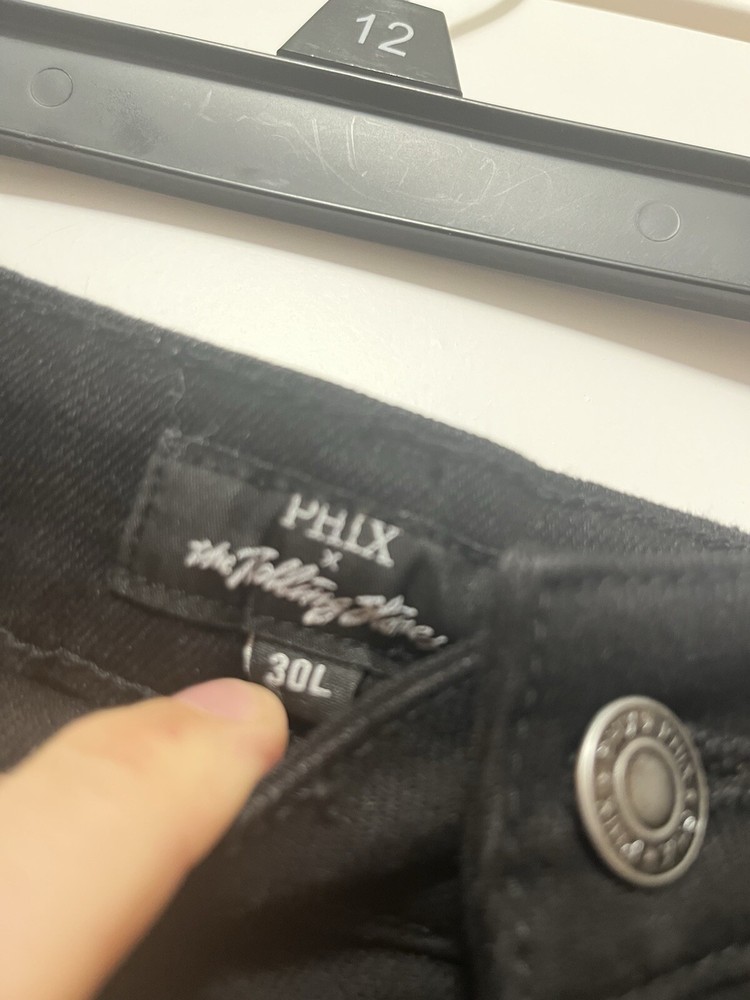 12
PHIX
x
The Rolling Stones
30L